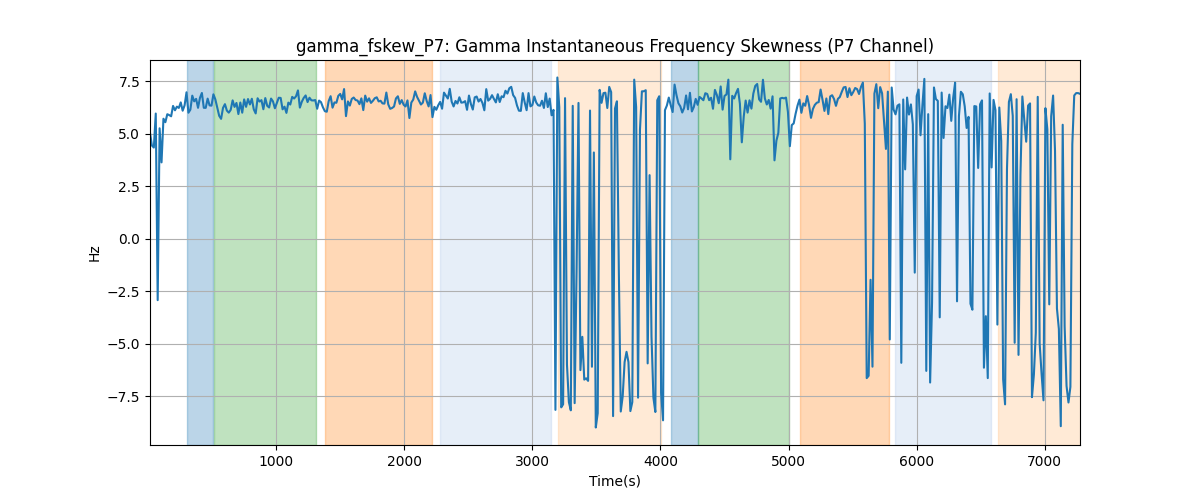 gamma_fskew_P7: Gamma Instantaneous Frequency Skewness (P7 Channel)
7.5
5.0
2.5
0.0
−2.5
−5.0
−7.5
Hz
1000 2000 3000 4000 5000 6000 7000
Time(s)